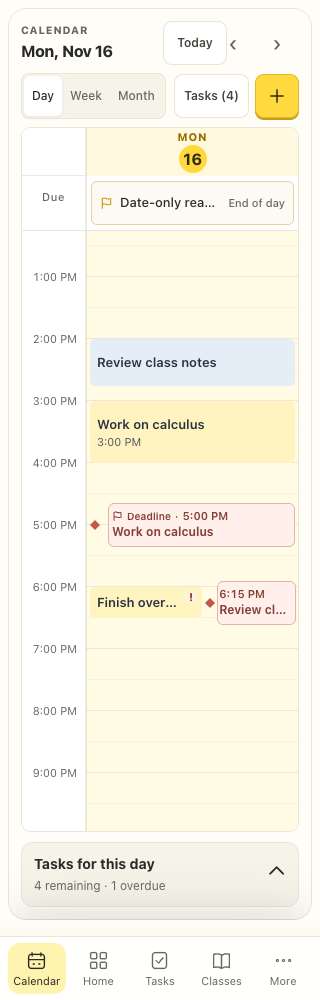 CALENDAR
Mon, Nov 16
Today
Day Week Month
Tasks (4)
+
MON
16
Due
Date-only rea... End of day
1:00 PM
2:00 PM
Review class notes
3:00 PM
Work on calculus
3:00 PM
4:00 PM
Deadline · 5:00 PM
5:00 PM
Work on calculus
6:00 PM
6:15 PM
Finish over... !
Review cl...
7:00 PM
8:00 PM
9:00 PM
Tasks for this day
4 remaining · 1 overdue
Calendar Home Tasks Classes More